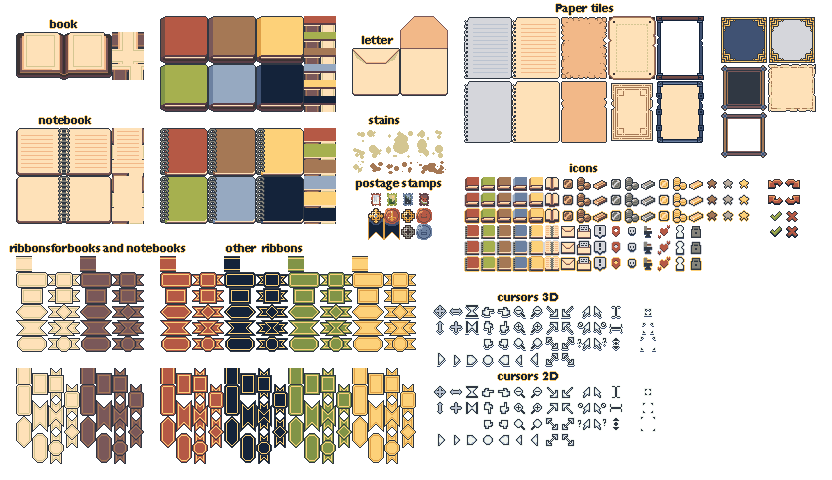 book
letter
Paper tiles
notebook
stains
icons
postage stamps
ribbonsforbooks and notebooks
other ribbons
cursors 3D
cursors 2D